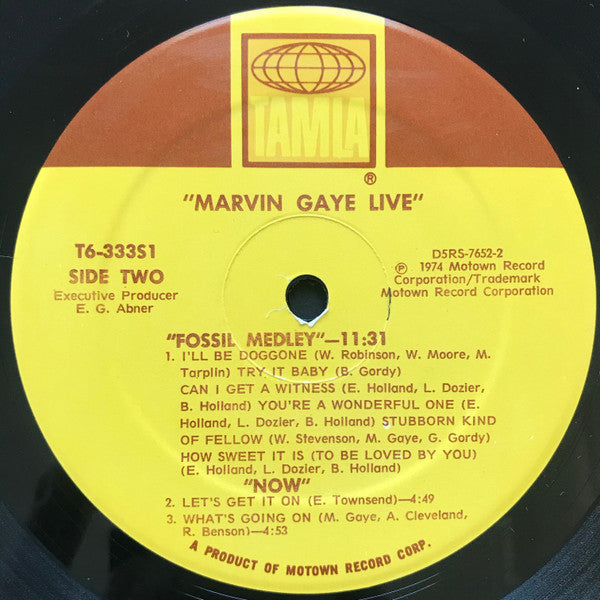 TAMLA
®
"MARVIN GAYE LIVE"
T6-333S1
SIDE TWO
Executive Producer
E. G. Abner
D5RS-7652-2
℗ 1974 Motown Record
Corporation/Trademark
Motown Record Corporation
"FOSSIL MEDLEY"—11:31
1. I'LL BE DOGGONE (W. Robinson, W. Moore, M.
Tarplin) TRY IT BABY (B. Gordy)
CAN I GET A WITNESS (E. Holland, L. Dozier,
B. Holland) YOU'RE A WONDERFUL ONE (E.
Holland, L. Dozier, B. Holland) STUBBORN KIND
OF FELLOW (W. Stevenson, M. Gaye, G. Gordy)
HOW SWEET IT IS (TO BE LOVED BY YOU)
(E. Holland, L. Dozier, B. Holland)
"NOW"
2. LET'S GET IT ON (E. Townsend)—4:49
3. WHAT'S GOING ON (M. Gaye, A. Cleveland,
R. Benson)—4:53
A PRODUCT OF MOTOWN RECORD CORP.